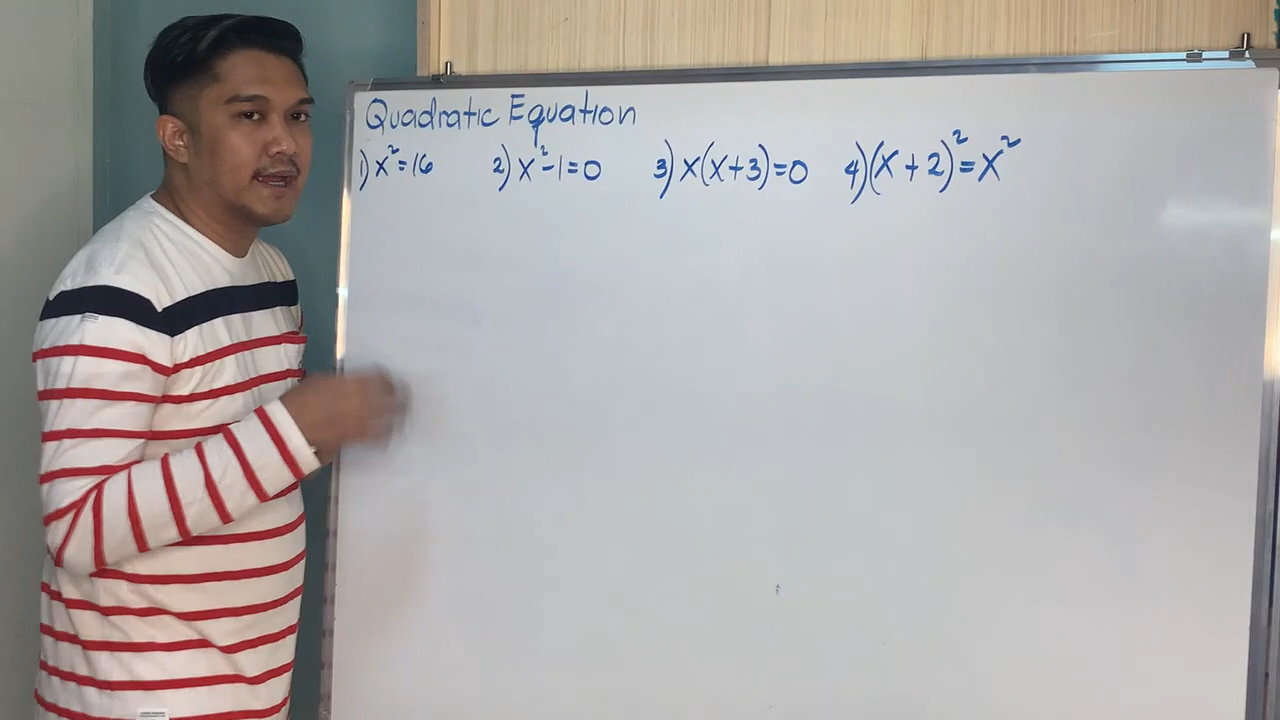 Quadratic Equation
1) x²=16 2) x²-1=0 3) x(x+3)=0 4) (x+2)²=x²